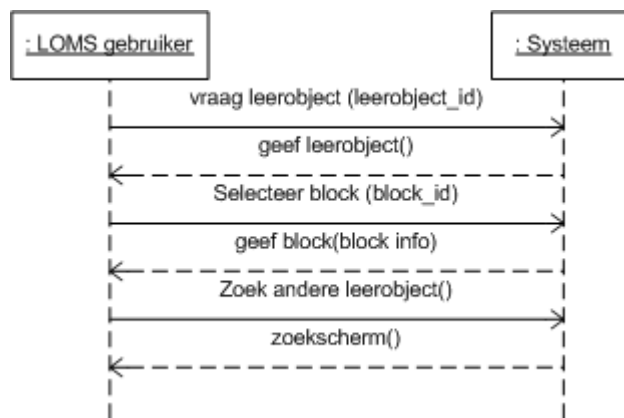 : LOMS gebruiker
: Systeem
vraag leerobject (leerobject_id)
geef leerobject()
Selecteer block (block_id)
geef block(block info)
Zoek andere leerobject()
zoekscherm()